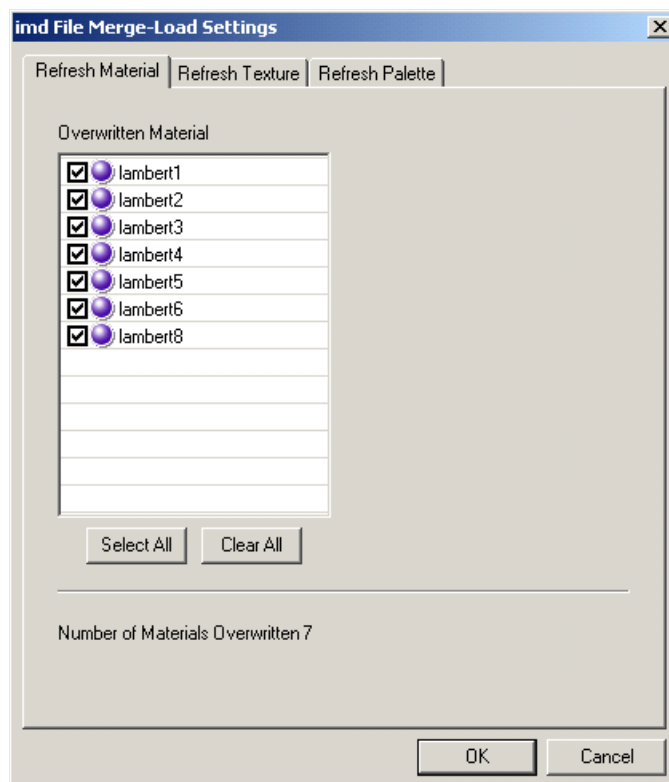 imd File Merge-Load Settings
Refresh Material Refresh Texture Refresh Palette
Overwritten Material
lambert1
lambert2
lambert3
lambert4
lambert5
lambert6
lambert8
Select All Clear All
Number of Materials Overwritten 7
OK Cancel